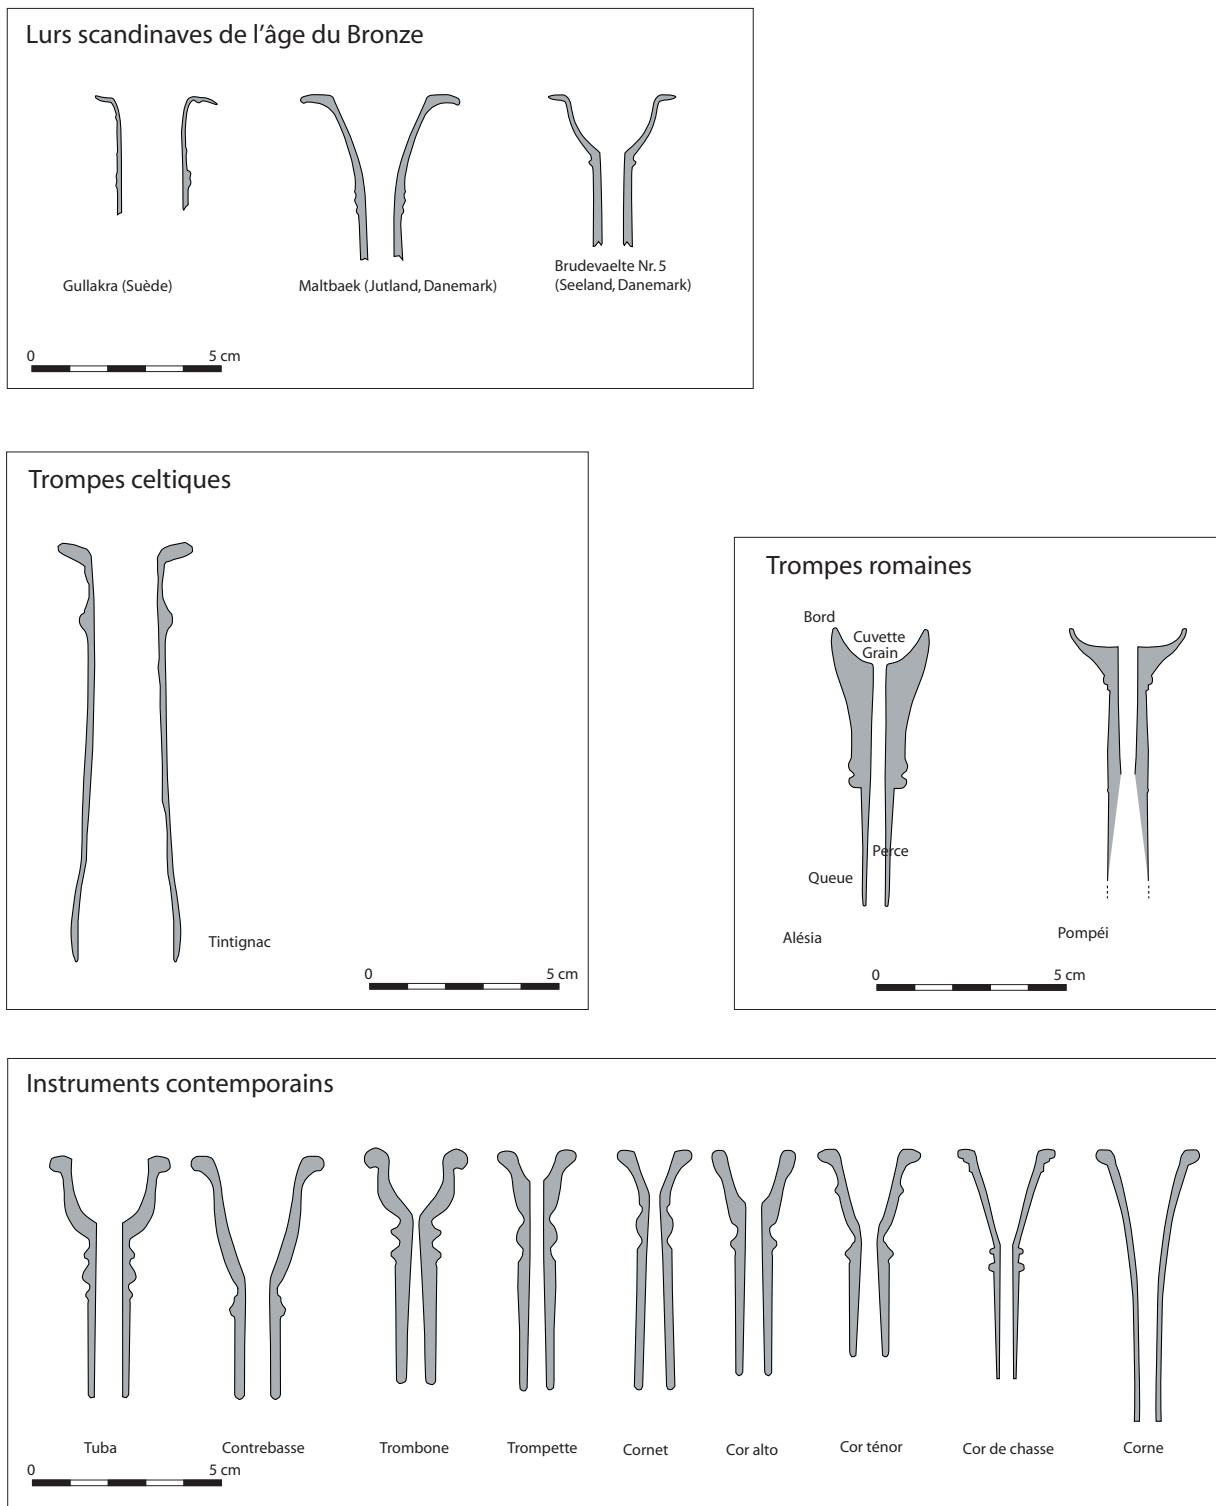 Lurs scandinaves de l'âge du Bronze
Gullakra (Suède)
Maltbaek (Jutland, Danemark)
Brudevaelte Nr. 5
(Seeland, Danemark)
0 5 cm
Trompes celtiques
Tintignac
0 5 cm
Trompes romaines
Bord
Cuvette
Grain
Perce
Queue
Alésia
Pompéi
0 5 cm
Instruments contemporains
Tuba
Contrebasse
Trombone
Trompette
Cornet
Cor alto
Cor ténor
Cor de chasse
Corne
0 5 cm